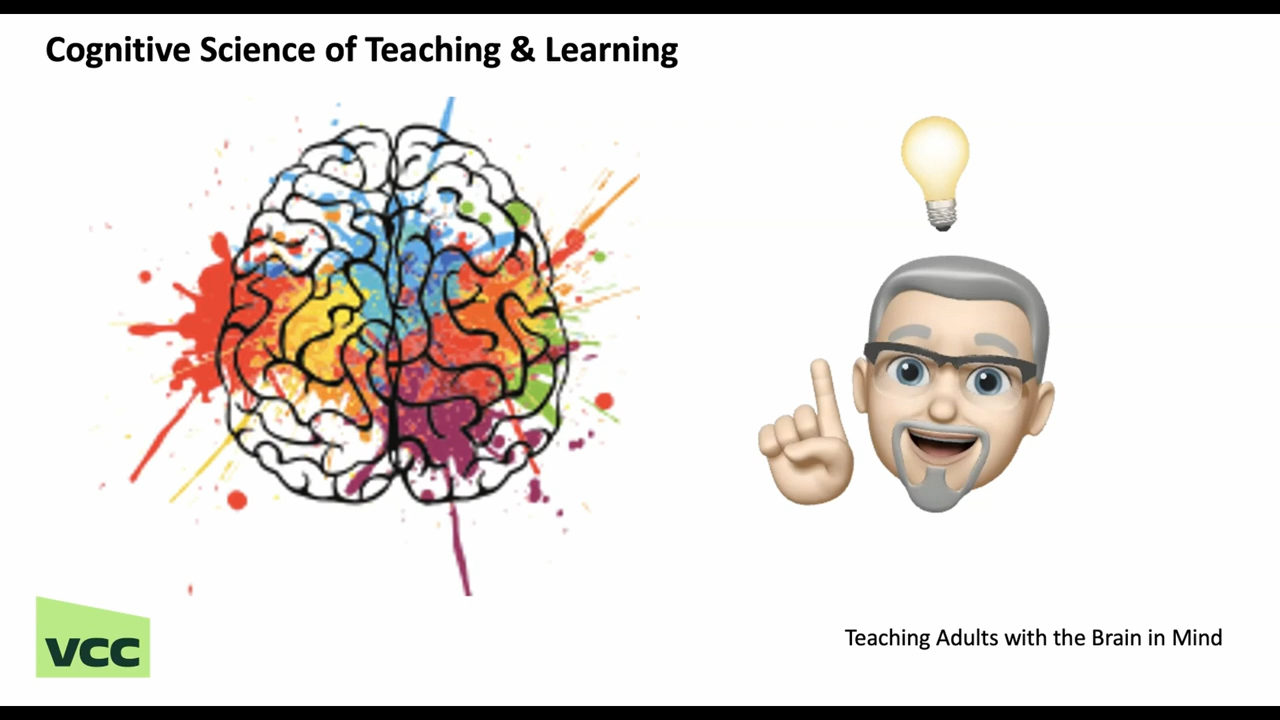 Cognitive Science of Teaching & Learning
VCC
Teaching Adults with the Brain in Mind